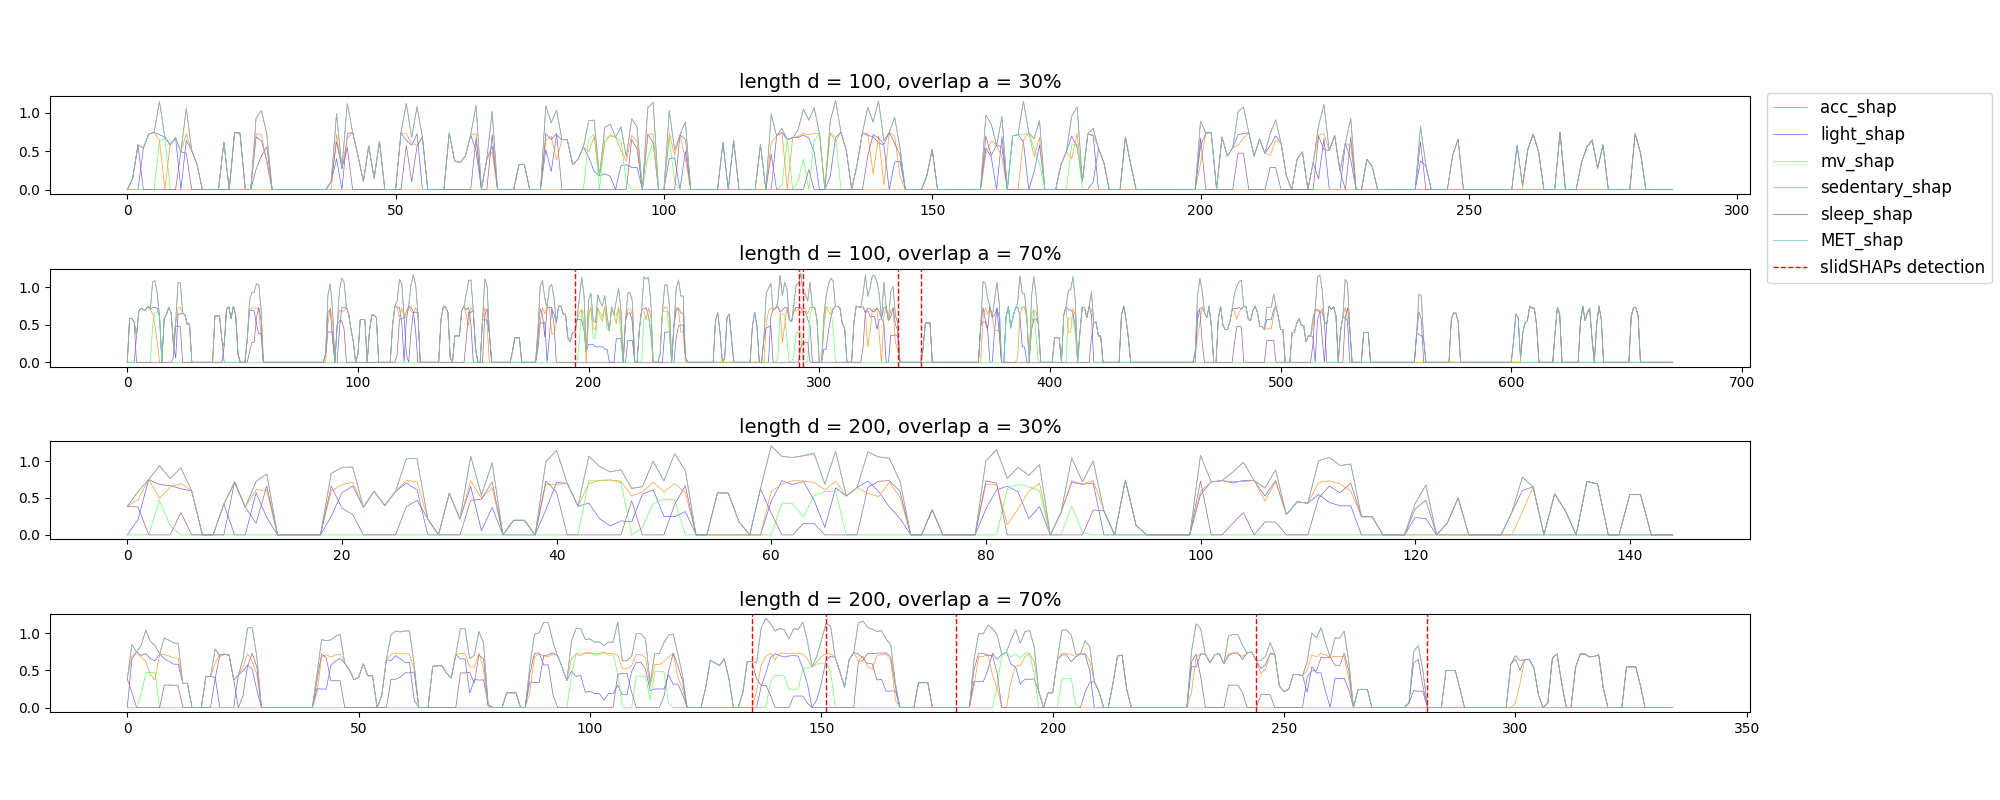 length d = 100, overlap a = 30%
1.0
0.5
0.0
0 50 100 150 200 250 300
acc_shap
light_shap
mv_shap
sedentary_shap
sleep_shap
MET_shap
slidSHAPs detection
length d = 100, overlap a = 70%
1.0
0.5
0.0
0 100 200 300 400 500 600 700
length d = 200, overlap a = 30%
1.0
0.5
0.0
0 20 40 60 80 100 120 140
length d = 200, overlap a = 70%
1.0
0.5
0.0
0 50 100 150 200 250 300 350